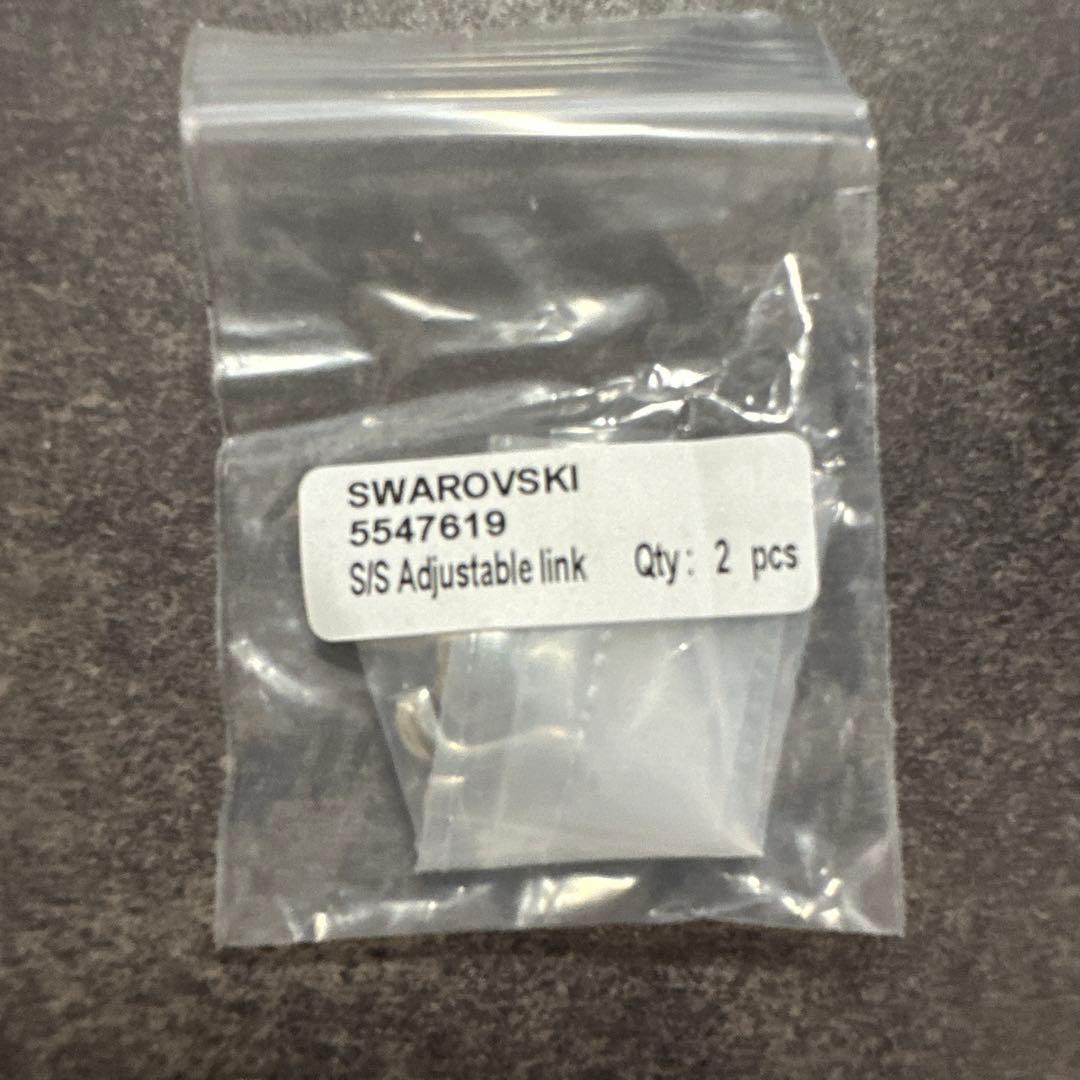 SWAROVSKI
5547619
S/S Adjustable link Qty: 2 pcs